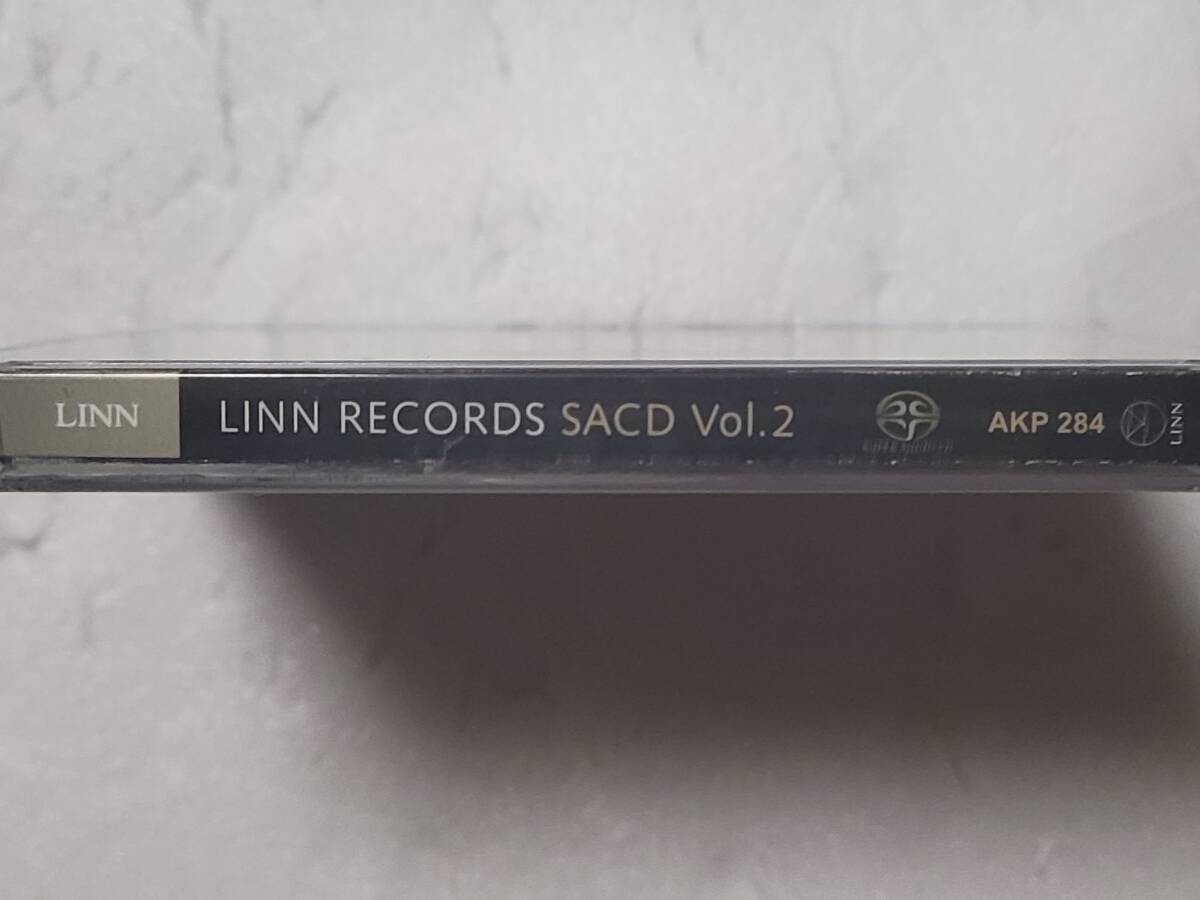 LINN
LINN RECORDS SACD Vol.2
AKP 284
LINN